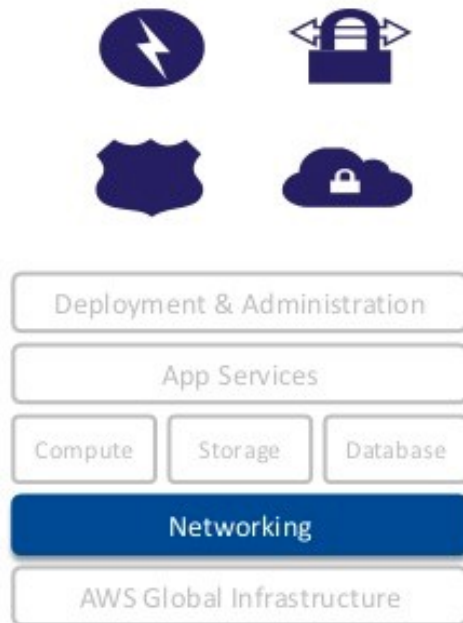 Deployment & Administration
App Services
Compute Storage Database
Networking
AWS Global Infrastructure